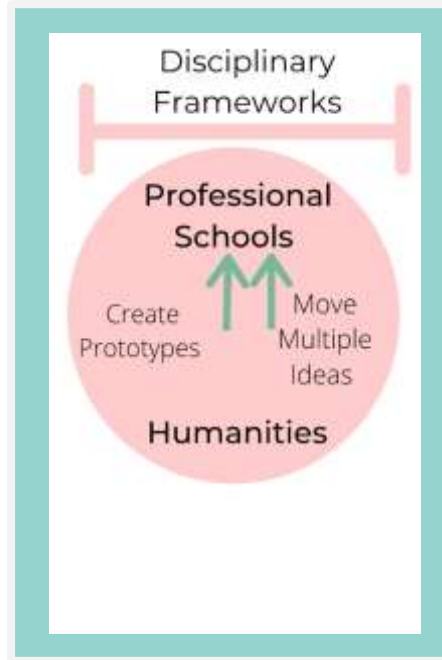 Disciplinary
Frameworks
Professional
Schools
Create
Prototypes
Move
Multiple
Ideas
Humanities